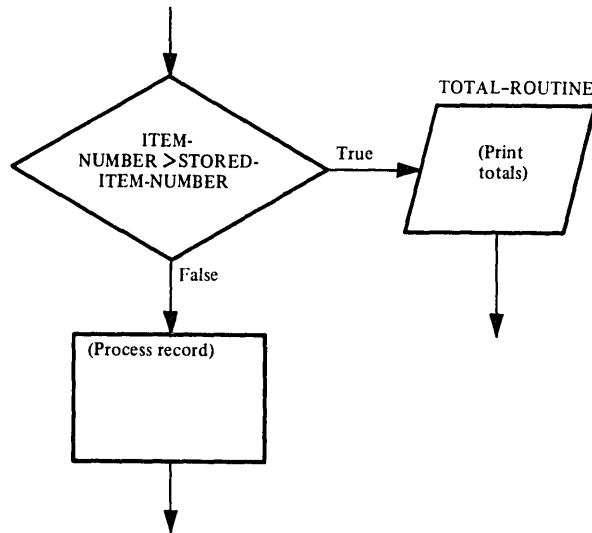 TOTAL-ROUTINE
ITEM-
NUMBER >STORED-
ITEM-NUMBER
True
(Print
totals)
False
(Process record)